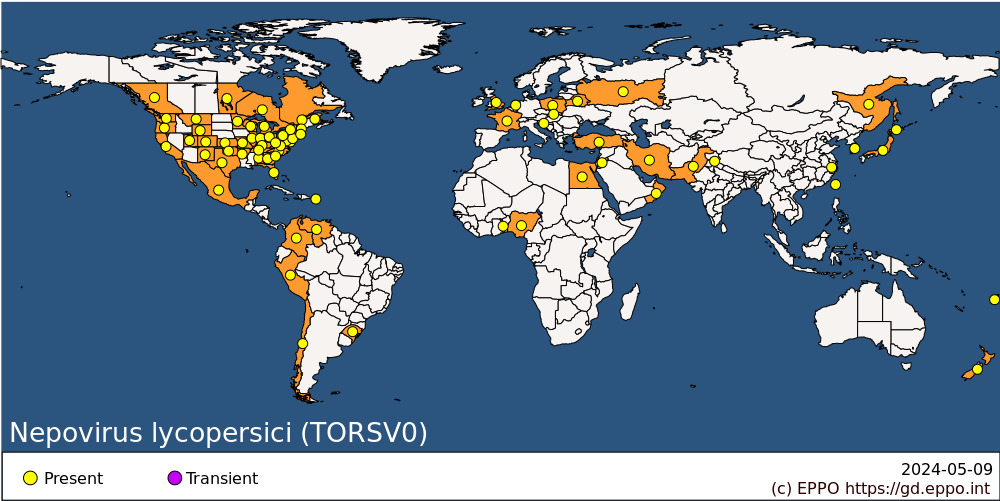 Nepovirus lycopersici (TORSV0)
Present
Transient
2024-05-09
(c) EPPO https://gd.eppo.int